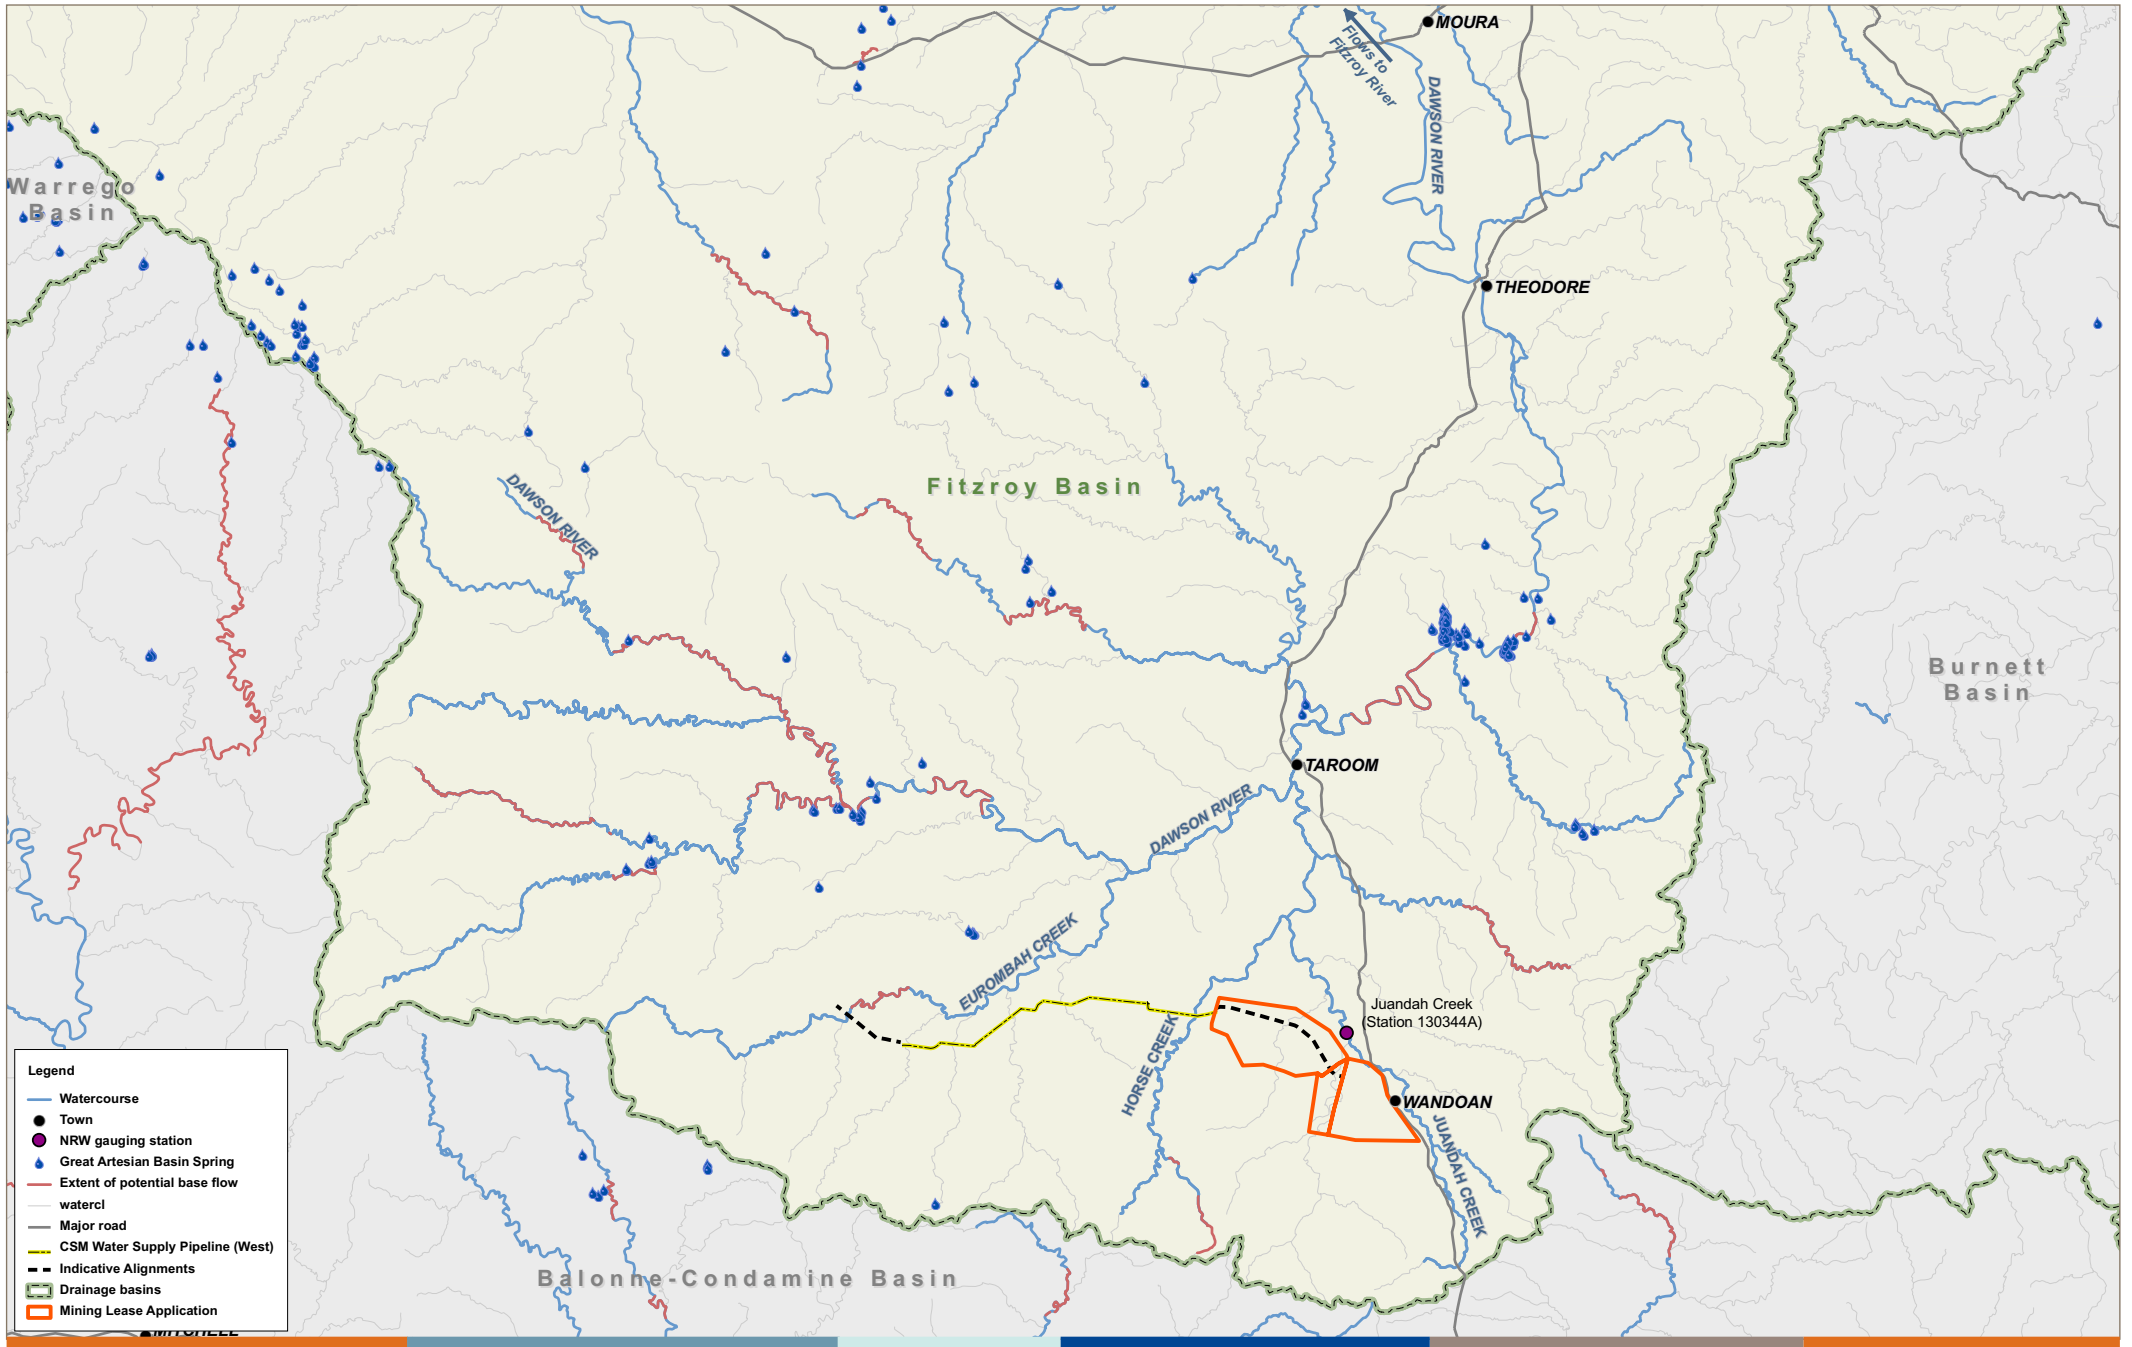 MOURA
Flows to
Fitzroy River
DAWSON RIVER
Warrego
Basin
THEODORE
Fitzroy Basin
DAWSON RIVER
Burnett
Basin
TAROOM
DAWSON RIVER
EUROMBAH CREEK
Juandah Creek
(Station 130344A)
HORSE CREEK
WANDOAN
JUANDAH CREEK
Balonne-Condamine Basin
Legend
Watercourse
Town
NRW gauging station
Great Artesian Basin Spring
Extent of potential base flow
watercl
Major road
CSM Water Supply Pipeline (West)
Indicative Alignments
Drainage basins
Mining Lease Application
MITCHELL